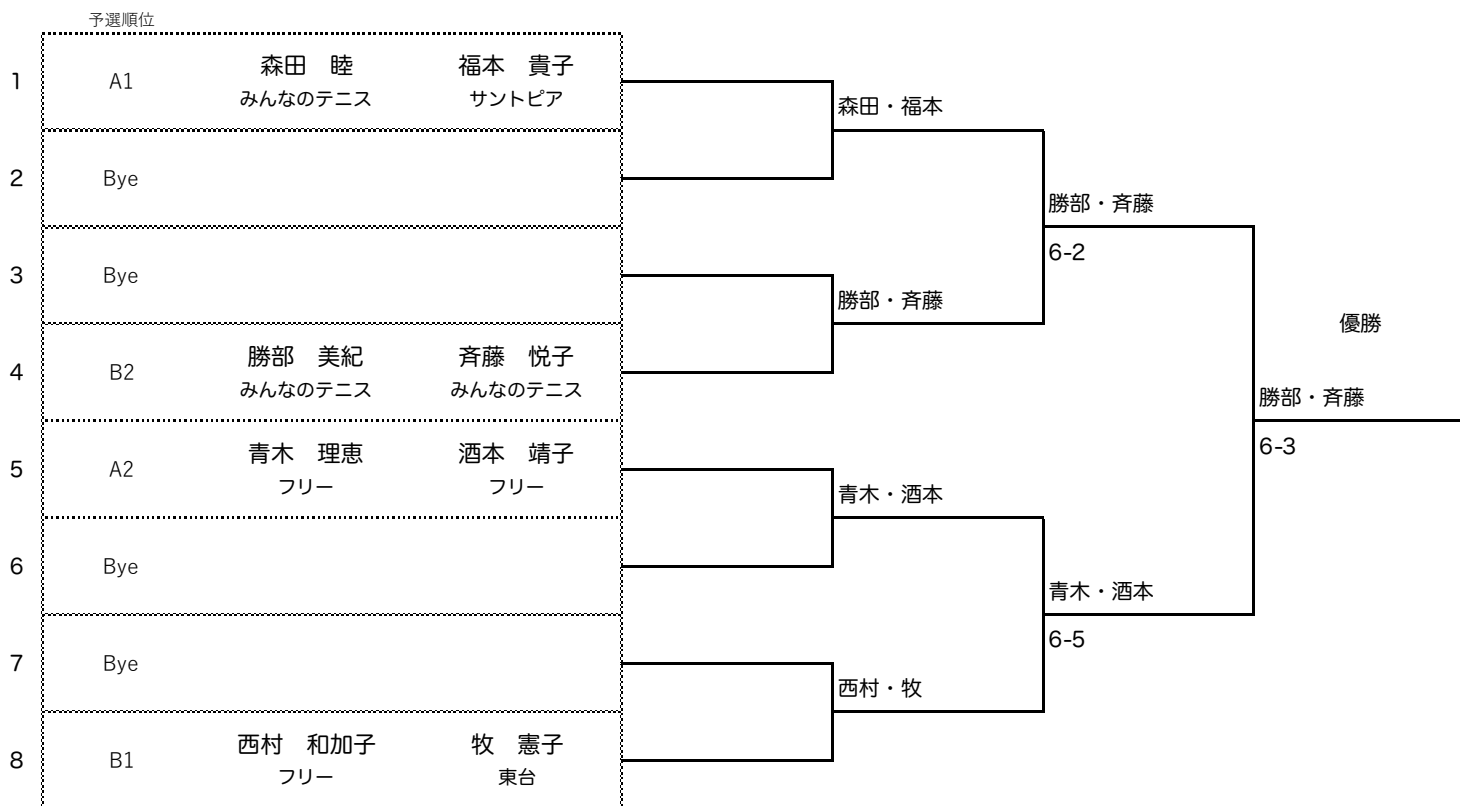 予選順位
1 A1 森田　睦 福本　貴子
みんなのテニス サントピア
森田・福本
2 Bye
勝部・斉藤
6-2
3 Bye
勝部・斉藤
優勝
4 B2 勝部　美紀 斉藤　悦子
みんなのテニス みんなのテニス
勝部・斉藤
6-3
5 A2 青木　理恵 酒本　靖子
フリー フリー
青木・酒本
6 Bye
青木・酒本
6-5
7 Bye
西村・牧
8 B1 西村　和加子 牧　憲子
フリー 東台